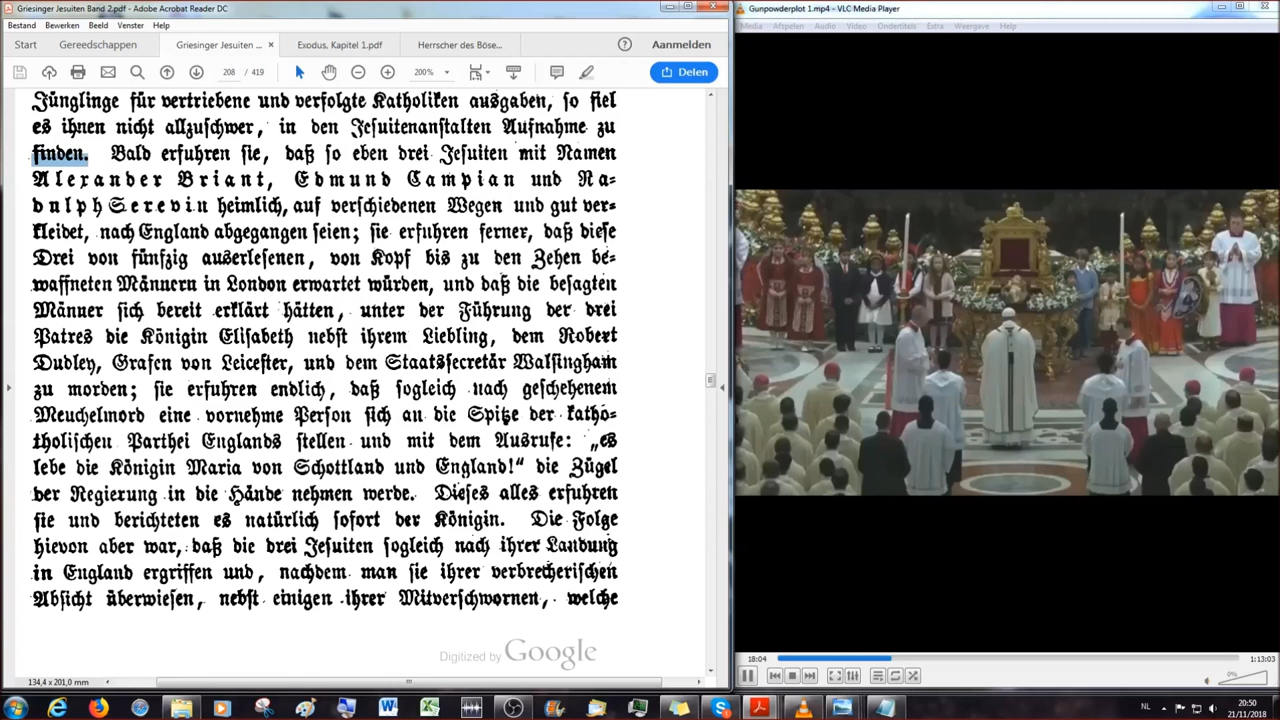 Griesinger Jesuiten Band 2.pdf - Adobe Acrobat Reader DC
Bestand Bewerken Beeld Venster Help
Start Gereedschappen Griesinger Jesuiten ... × Exodus, Kapitel 1.pdf Herrscher des Böse... Aanmelden
208 / 419 200% Delen
Jünglinge für vertriebene und verfolgte Katholiken ausgaben, so fiel
es ihnen nicht allzuschwer, in den Jesuitenanstalten Aufnahme zu
finden. Bald erfuhren sie, daß so eben drei Jesuiten mit Namen
Alexander Briant, Edmund Campian und Ra-
dulph Serevin heimlich, auf verschiedenen Wegen und gut ver-
kleidet, nach England abgegangen seien; sie erfuhren ferner, daß diese
Drei von fünfzig auserlesenen, von Kopf bis zu den Zehen be-
waffneten Männern in London erwartet würden, und daß die besagten
Männer sich bereit erklärt hätten, unter der Führung der drei
Patres die Königin Elisabeth nebst ihrem Liebling, dem Robert
Dudley, Grafen von Leicester, und dem Staatssecretär Walsingham
zu morden; sie erfuhren endlich, daß sogleich nach geschehenem
Meuchelmord eine vornehme Person sich an die Spitze der katho-
tholischen Parthei Englands stellen und mit dem Ausrufe: „es
lebe die Königin Maria von Schottland und England!“ die Zügel
der Regierung in die Hände nehmen werde. Dieses alles erfuhren
sie und berichteten es natürlich sofort der Königin. Die Folge
hievon aber war, daß die drei Jesuiten sogleich nach ihrer Landung
in England ergriffen und, nachdem man sie ihrer verbrecherischen
Absicht überwiesen, nebst einigen ihrer Mitverschwornen, welche
Digitized by Google
134,4 x 201,0 mm
Gunpowderplot 1.mp4 - VLC Media Player
Media Afspelen Audio Video Ondertitels Extra Weergave Help
18:04 1:13:03
0%
NL 20:50
21/11/2018